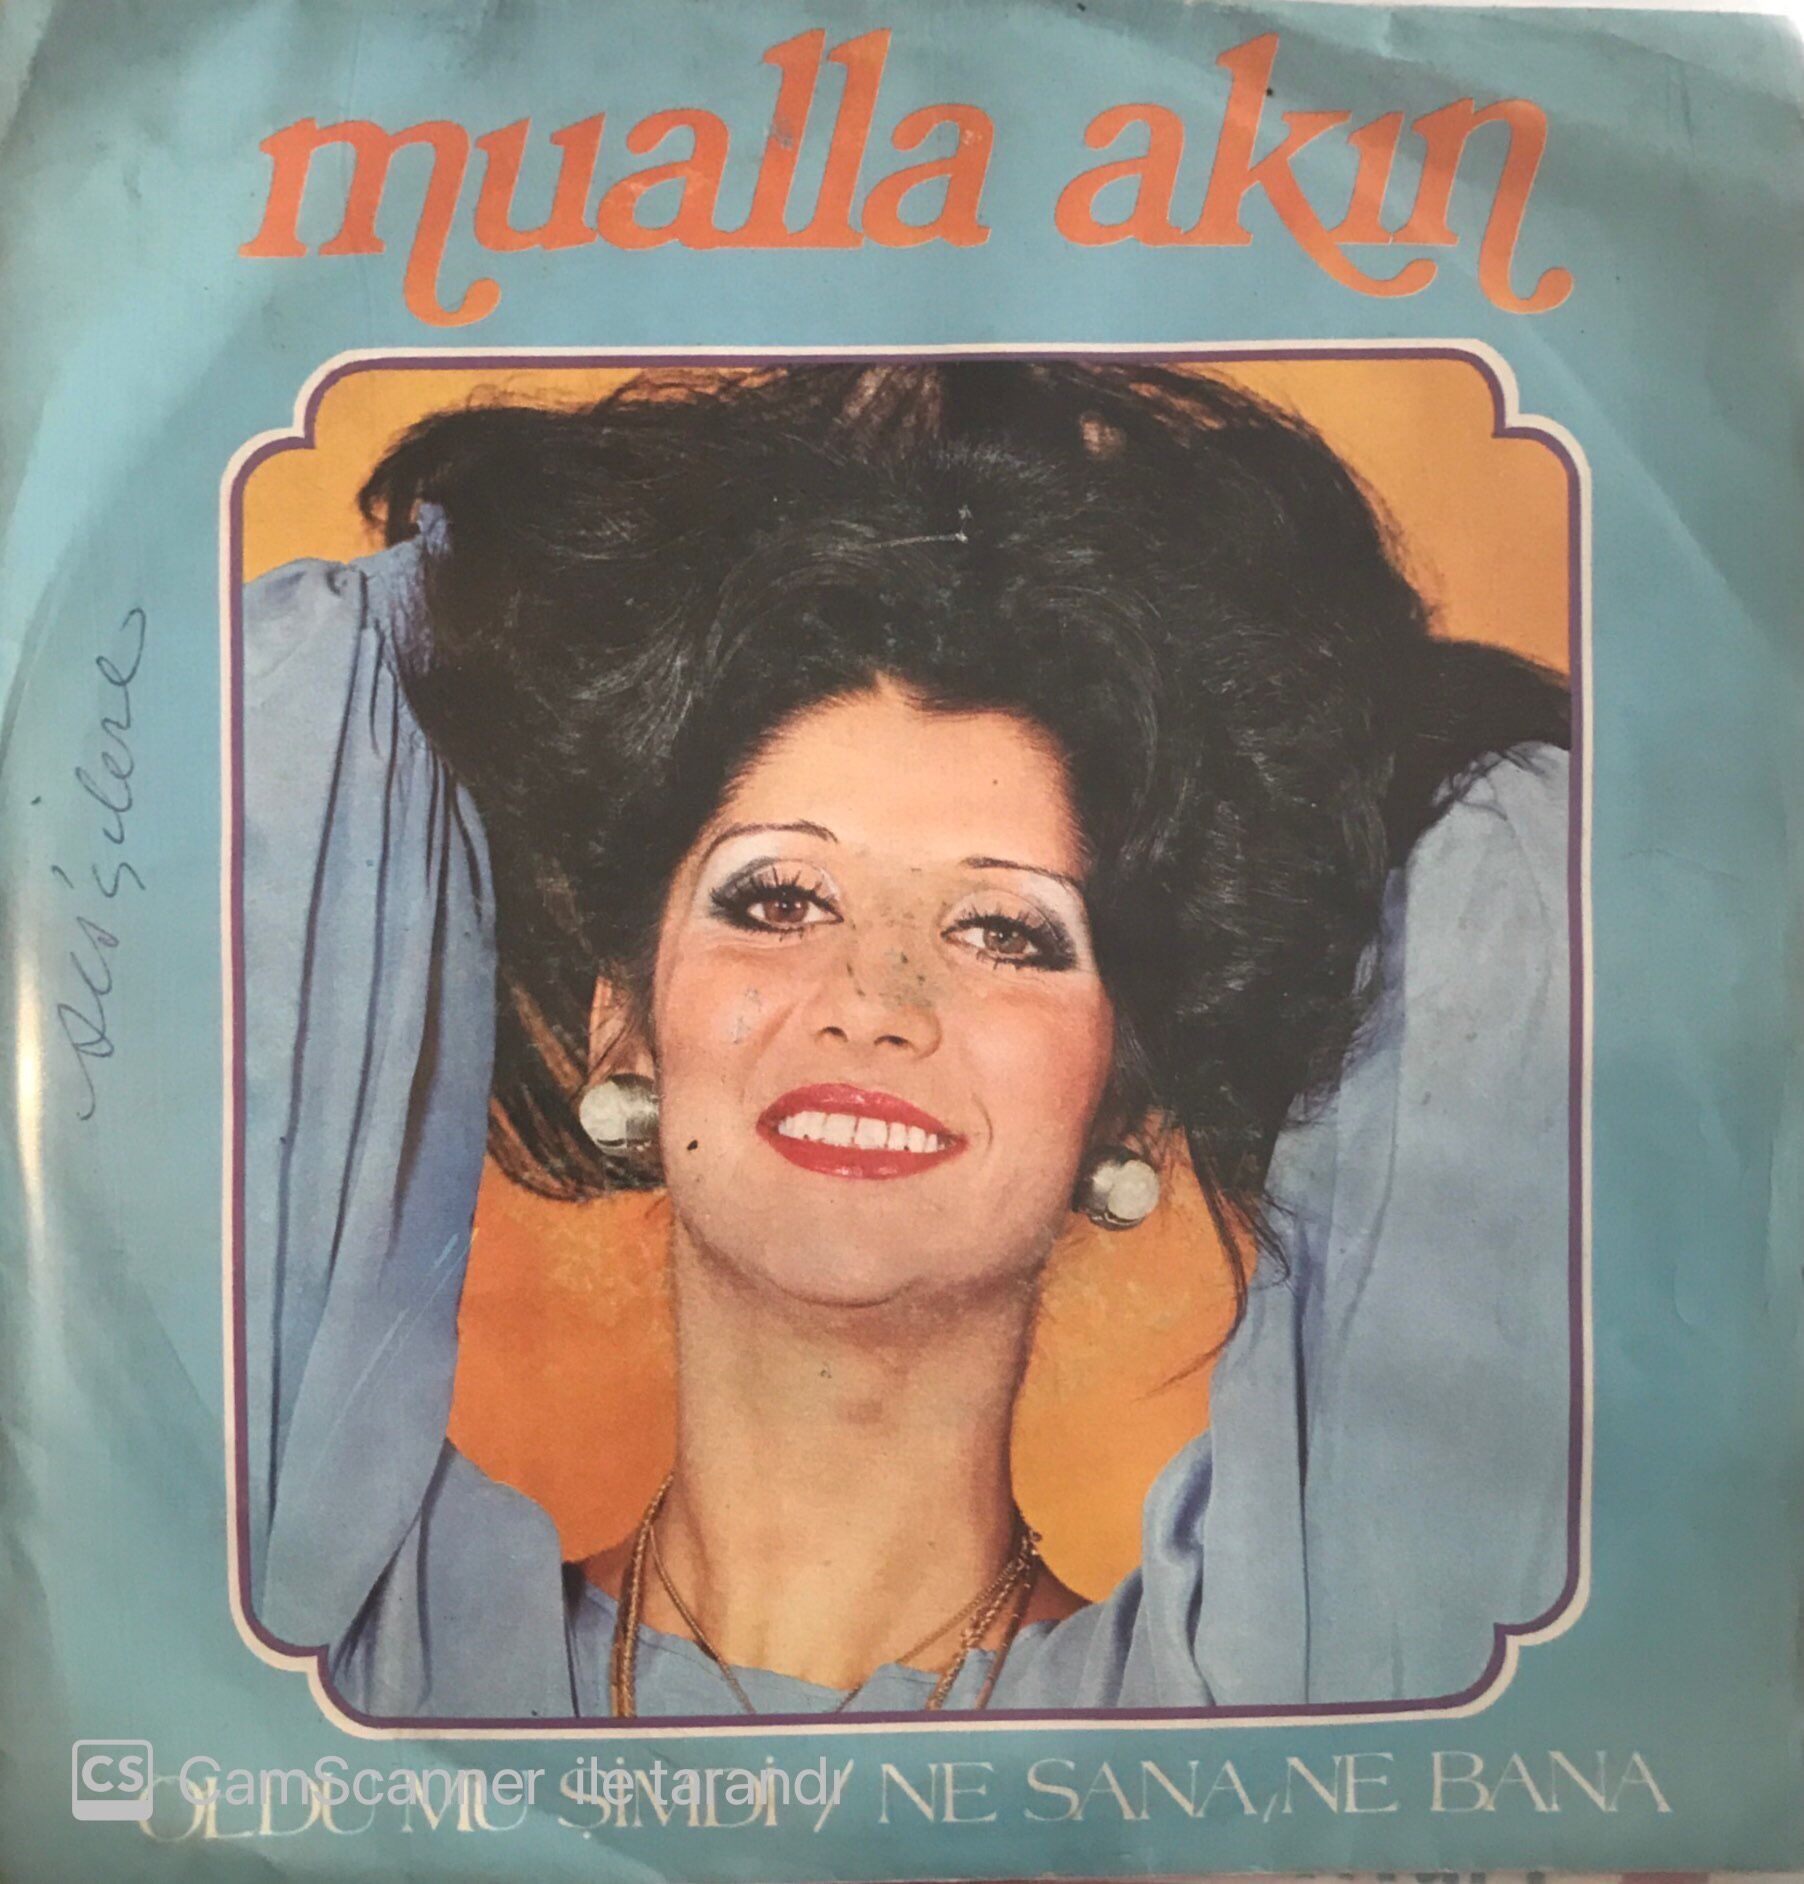 mualla akın
OLDU MU ŞİMDİ / NE SANA, NE BANA
CS CamScanner ile tarandı